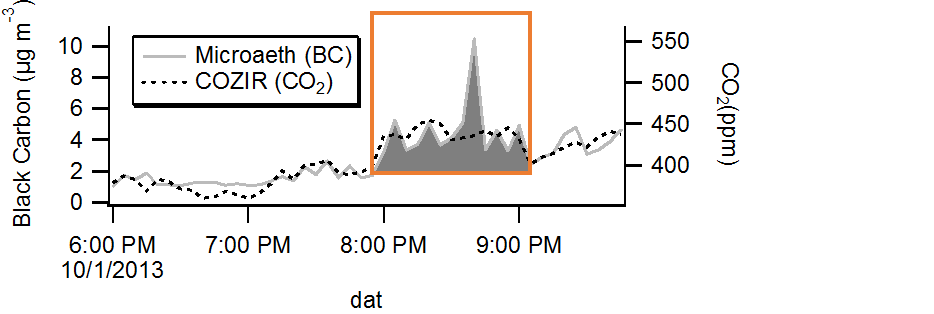 Black Carbon (µg m⁻³)
10
8
6
4
2
0
Microaeth (BC)
COZIR (CO₂)
550
500
450
400
CO₂(ppm)
6:00 PM 7:00 PM 8:00 PM 9:00 PM
10/1/2013
dat